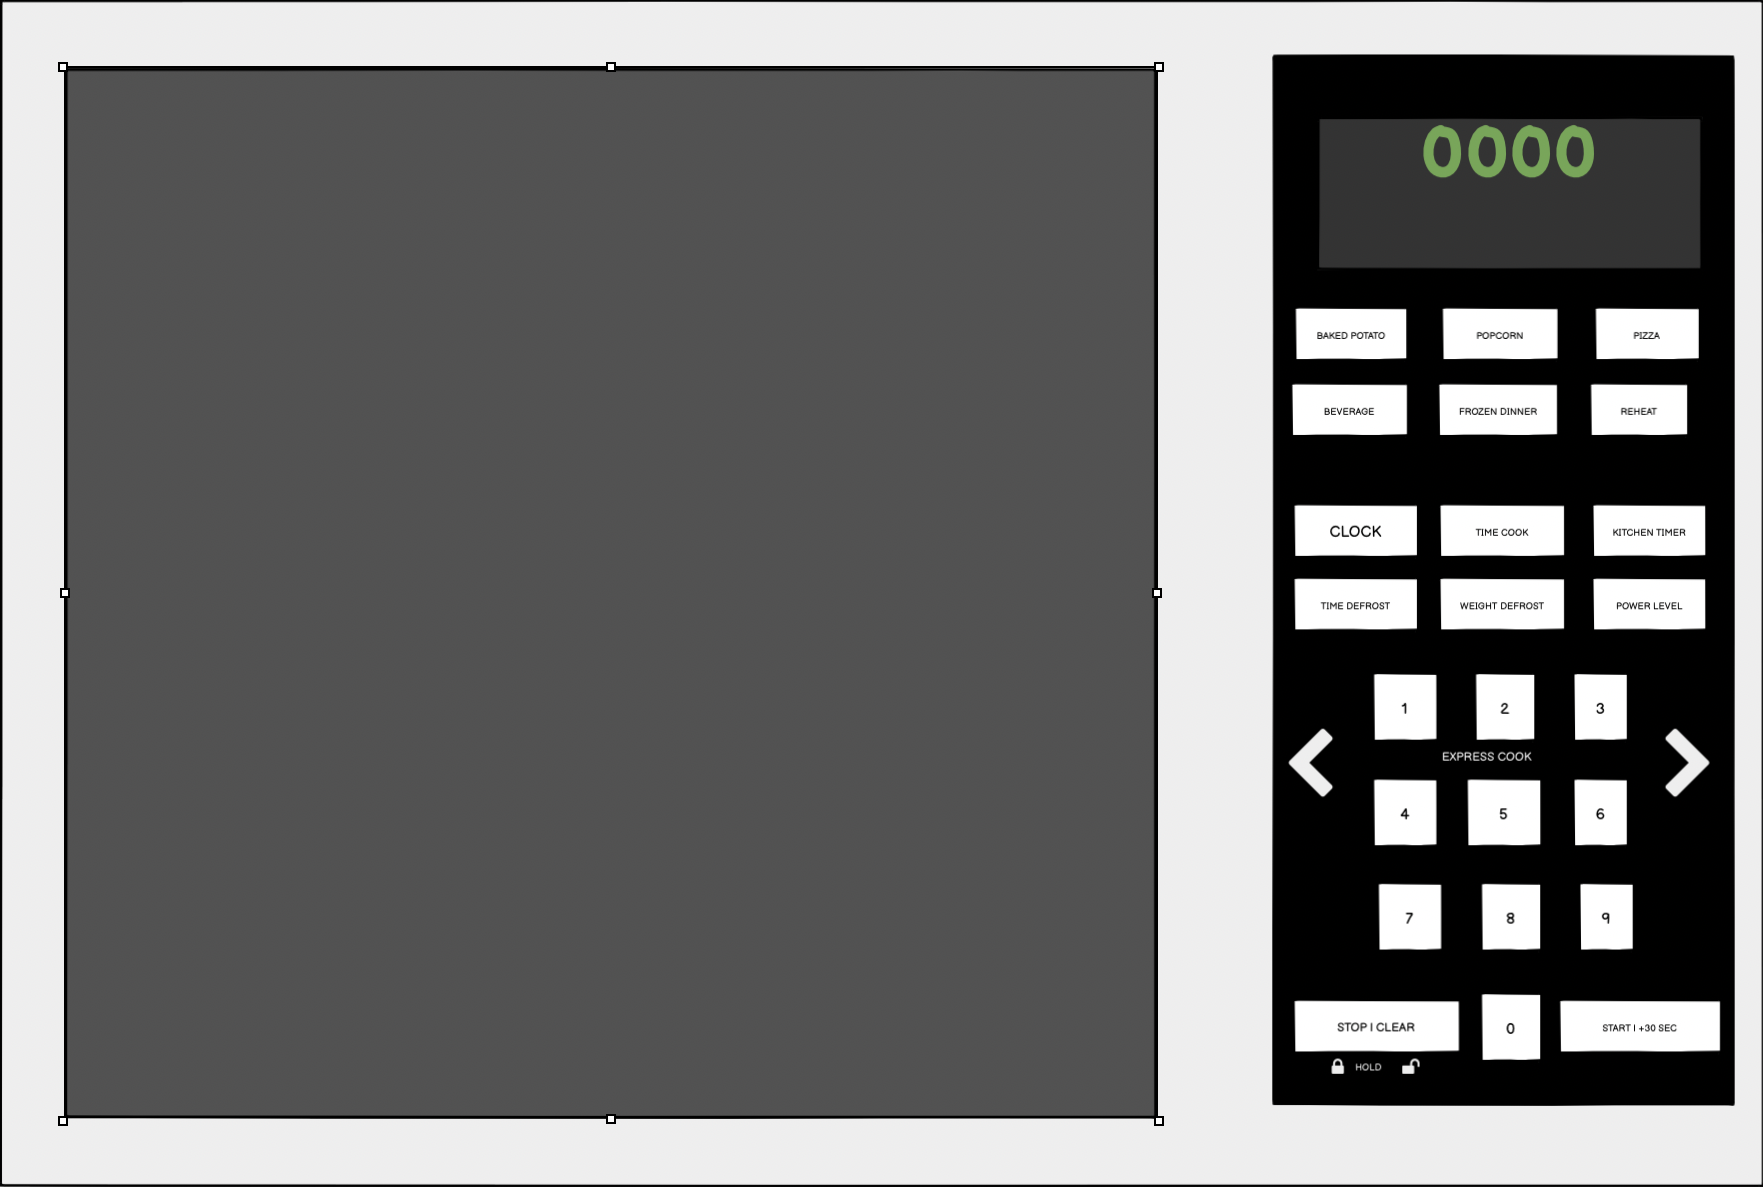 0000
BAKED POTATO POPCORN PIZZA
BEVERAGE FROZEN DINNER REHEAT
CLOCK TIME COOK KITCHEN TIMER
TIME DEFROST WEIGHT DEFROST POWER LEVEL
1 2 3
EXPRESS COOK
4 5 6
7 8 9
STOP | CLEAR 0 START | +30 SEC
HOLD